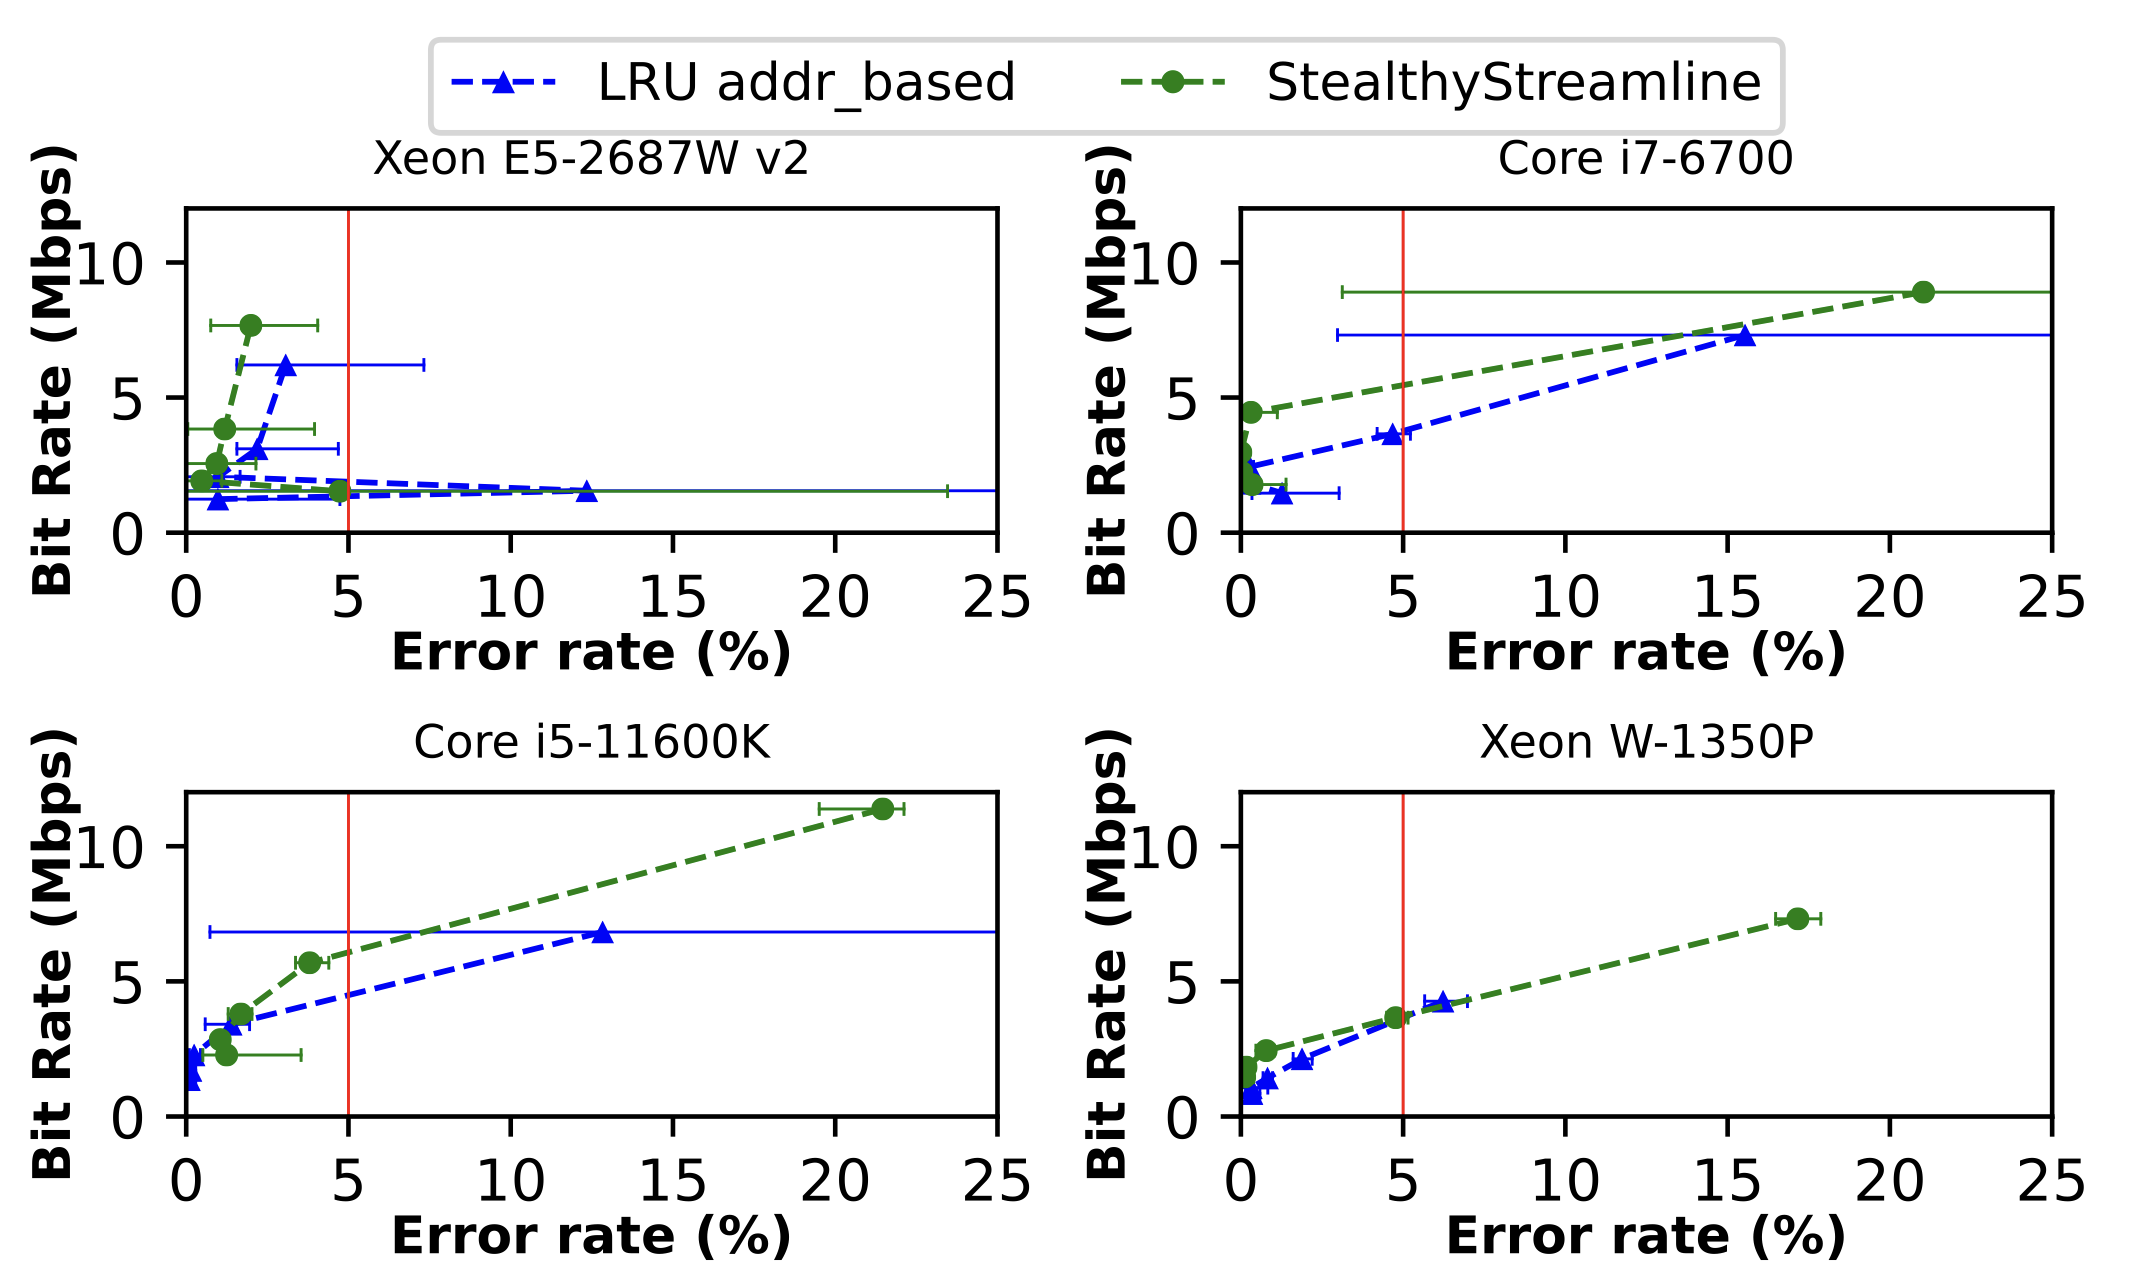 LRU addr_based StealthyStreamline
Xeon E5-2687W v2
Bit Rate (Mbps)
10
5
0
0 5 10 15 20 25
Error rate (%)
Core i7-6700
Bit Rate (Mbps)
10
5
0
0 5 10 15 20 25
Error rate (%)
Core i5-11600K
Bit Rate (Mbps)
10
5
0
0 5 10 15 20 25
Error rate (%)
Xeon W-1350P
Bit Rate (Mbps)
10
5
0
0 5 10 15 20 25
Error rate (%)